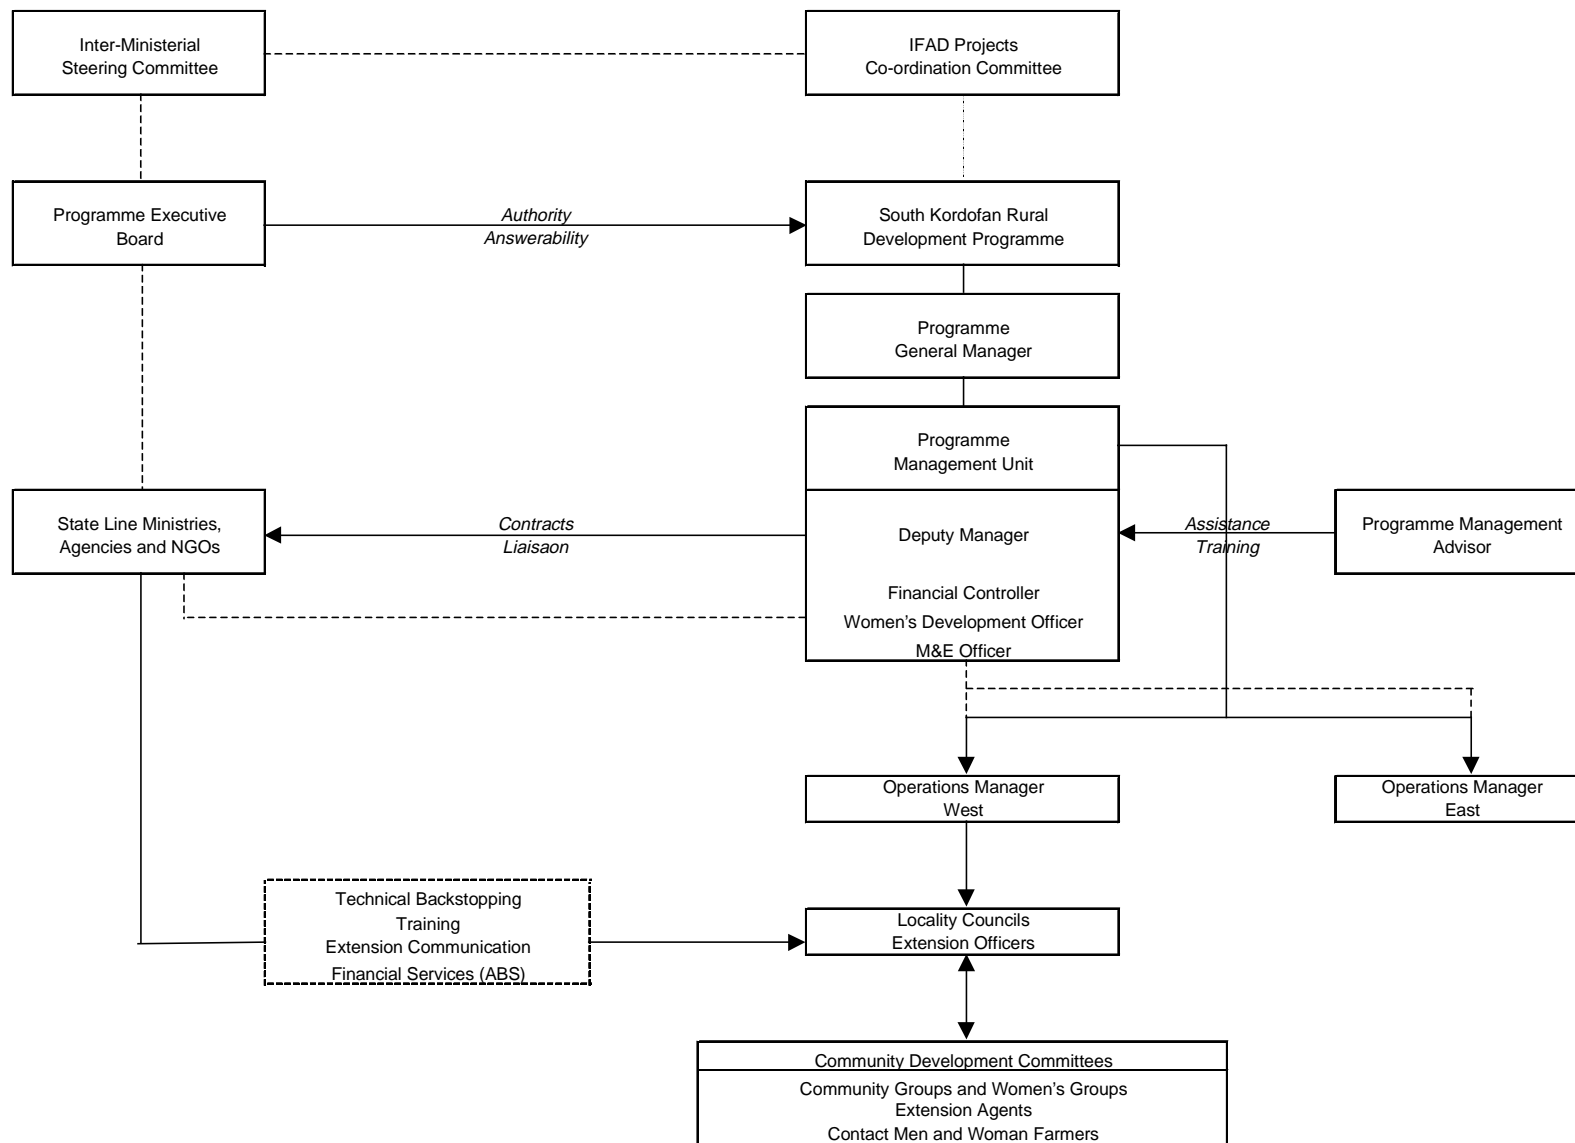 Inter-Ministerial
Steering Committee
IFAD Projects
Co-ordination Committee
Programme Executive
Board
Authority
Answerability
South Kordofan Rural
Development Programme
Programme
General Manager
Programme
Management Unit
State Line Ministries,
Agencies and NGOs
Contracts
Liaisaon
Deputy Manager
Financial Controller
Women's Development Officer
M&E Officer
Assistance
Training
Programme Management
Advisor
Operations Manager
West
Operations Manager
East
Technical Backstopping
Training
Extension Communication
Financial Services (ABS)
Locality Councils
Extension Officers
Community Development Committees
Community Groups and Women's Groups
Extension Agents
Contact Men and Woman Farmers